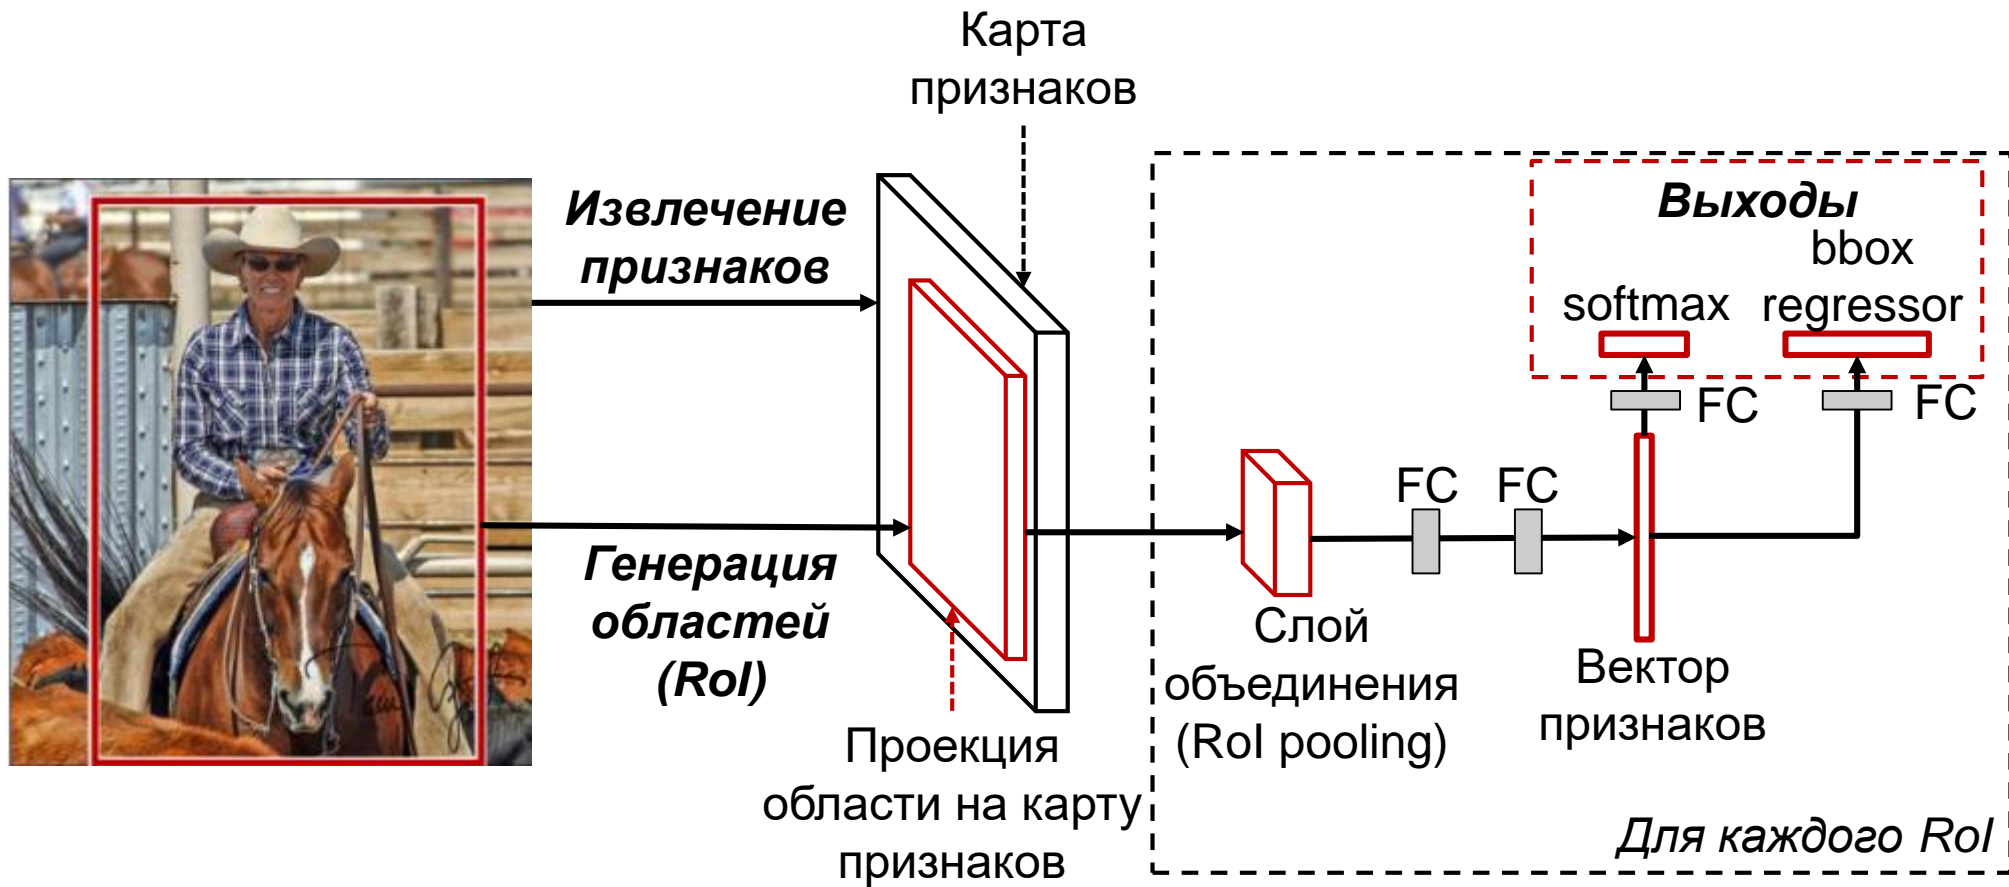 Карта
признаков
Извлечение
признаков
Генерация
областей
(RoI)
Проекция
области на карту
признаков
Выходы
bbox
softmax regressor
FC
FC
FC FC
Слой
объединения
(RoI pooling)
Вектор
признаков
Для каждого RoI